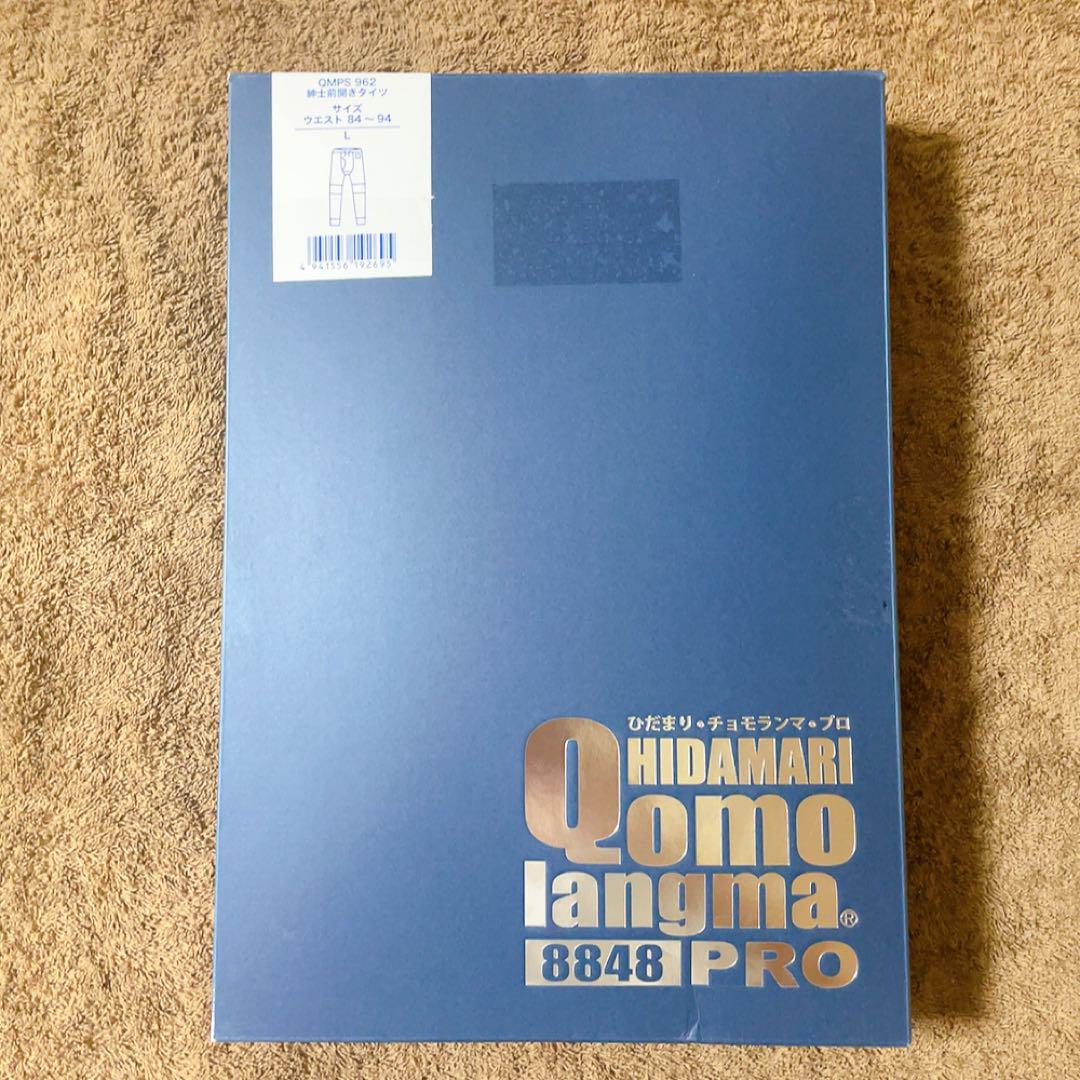 QMPS 962
紳士前開きタイツ
サイズ
ウエスト 84〜94
L
4 941556 192695
ひだまり・チョモランマ・プロ
HIDAMARI
Qomo
langma®
8848 PRO